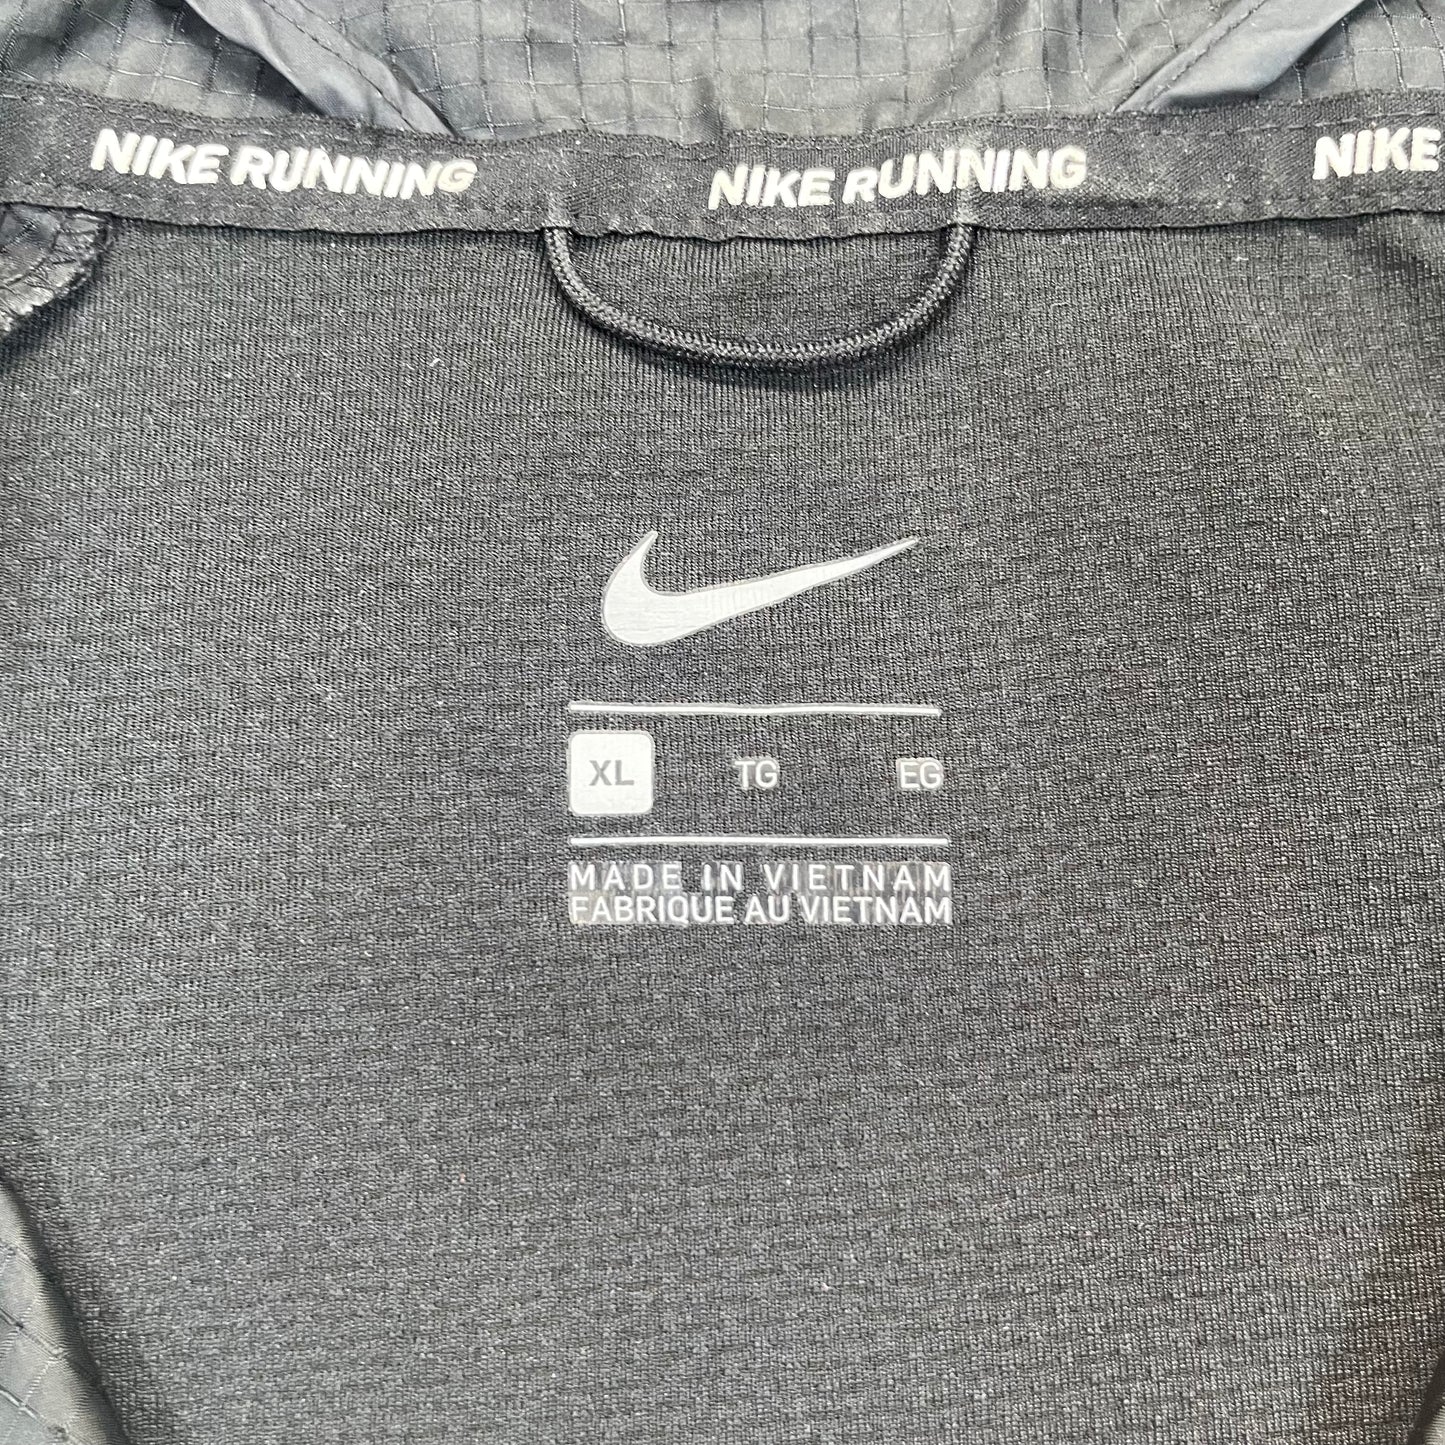 NIKE RUNNING NIKE RUNNING NIKE
XL TG EG
MADE IN VIETNAM
FABRIQUE AU VIETNAM